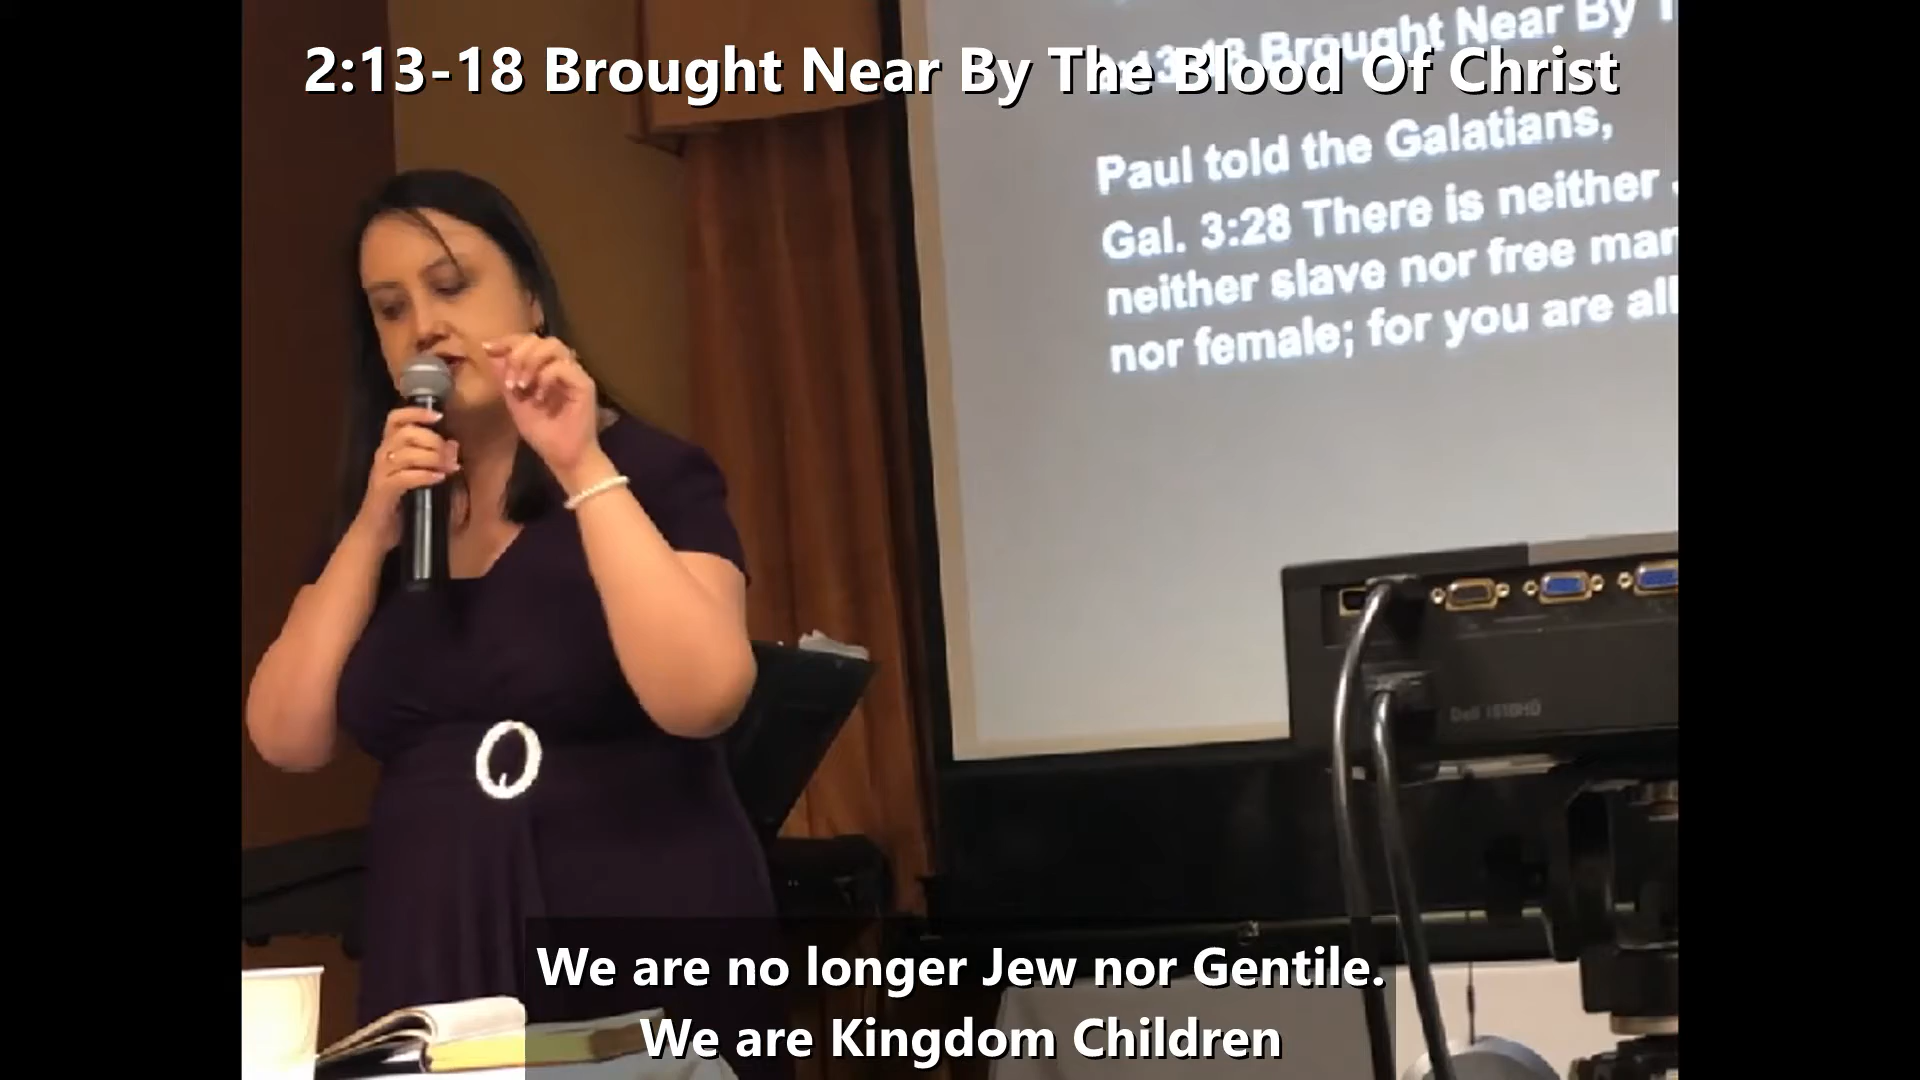 2:13-18 Brought Near By The Blood Of Christ
Brought Near By
Paul told the Galatians,
Gal. 3:28 There is neither
neither slave nor free man
nor female; for you are all
Dell 1610HD
We are no longer Jew nor Gentile.
We are Kingdom Children